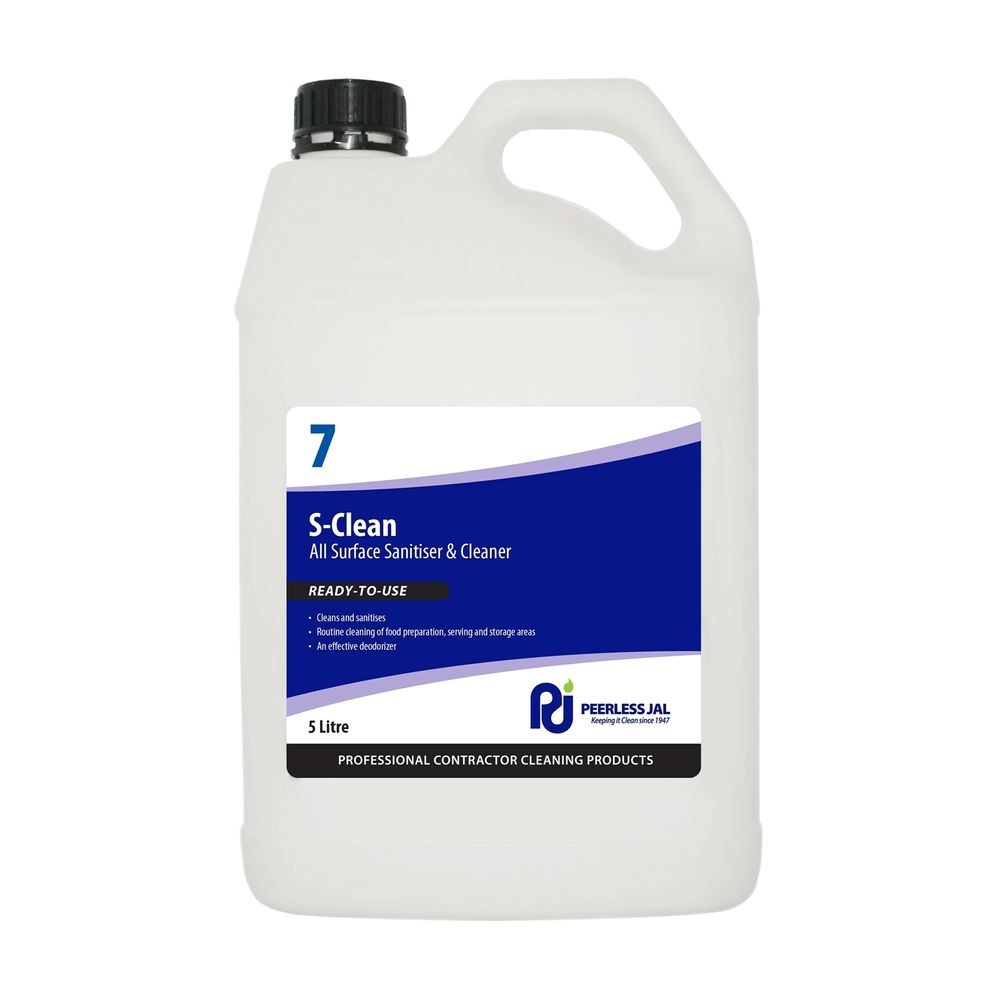 7
S-Clean
All Surface Sanitiser & Cleaner
READY-TO-USE
• Cleans and sanitises
• Routine cleaning of food preparation, serving and storage areas
• An effective deodorizer
5 Litre
PEERLESS JAL
Keeping it Clean since 1947
PROFESSIONAL CONTRACTOR CLEANING PRODUCTS